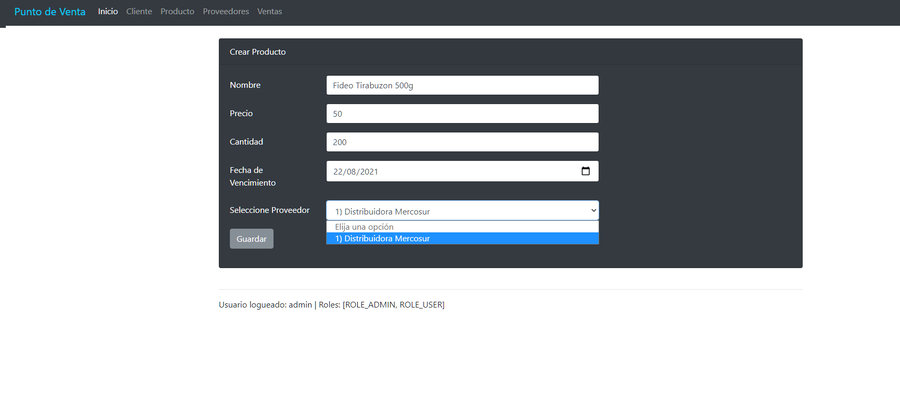 Punto de Venta Inicio Cliente Producto Proveedores Ventas
Crear Producto
Nombre Fideo Tirabuzon 500g
Precio 50
Cantidad 200
Fecha de 22/08/2021
Vencimiento
Seleccione Proveedor 1) Distribuidora Mercosur
Elija una opción
Guardar 1) Distribuidora Mercosur
Usuario logueado: admin | Roles: [ROLE_ADMIN, ROLE_USER]